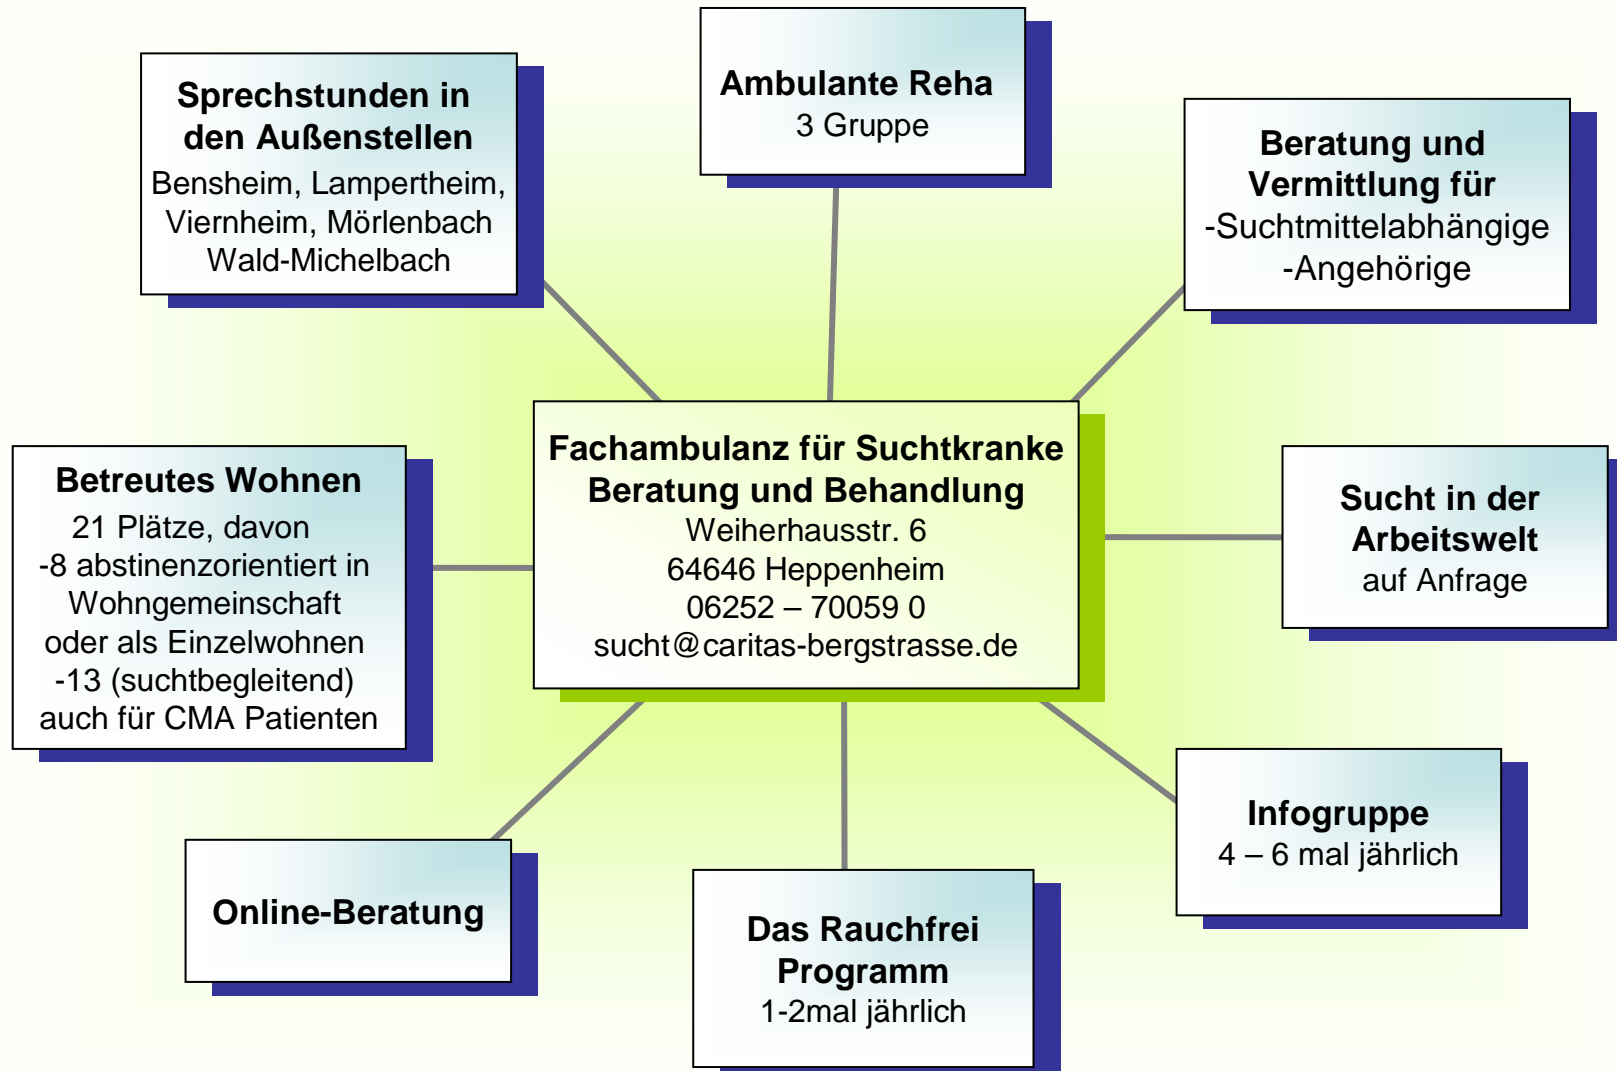 Sprechstunden in
den Außenstellen
Bensheim, Lampertheim,
Viernheim, Mörlenbach
Wald-Michelbach
Ambulante Reha
3 Gruppe
Beratung und
Vermittlung für
-Suchtmittelabhängige
-Angehörige
Betreutes Wohnen
21 Plätze, davon
-8 abstinenzorientiert in
Wohngemeinschaft
oder als Einzelwohnen
-13 (suchtbegleitend)
auch für CMA Patienten
Fachambulanz für Suchtkranke
Beratung und Behandlung
Weiherhausstr. 6
64646 Heppenheim
06252 – 70059 0
sucht@caritas-bergstrasse.de
Sucht in der
Arbeitswelt
auf Anfrage
Online-Beratung
Das Rauchfrei
Programm
1-2mal jährlich
Infogruppe
4 – 6 mal jährlich